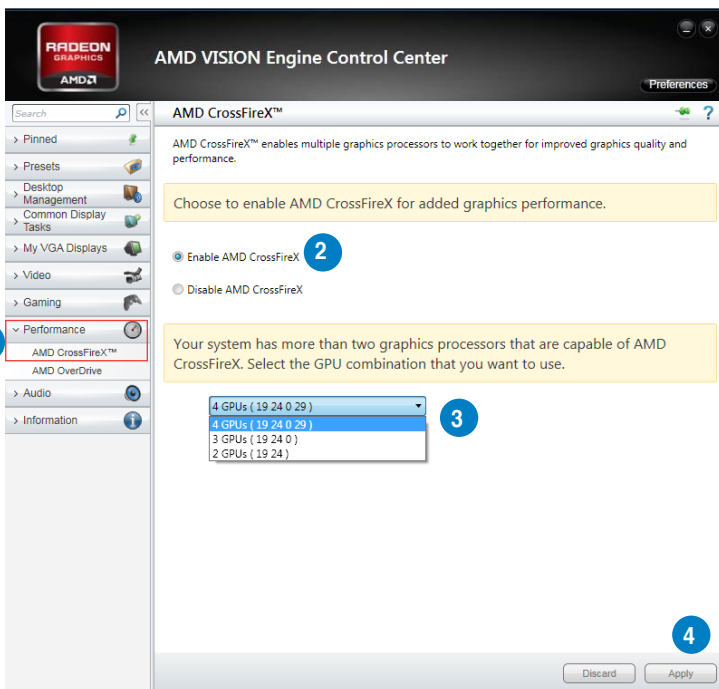 RADEON
GRAPHICS
AMD
AMD VISION Engine Control Center
Preferences
Search
<<
AMD CrossFireX™
?
> Pinned
> Presets
> Desktop
Management
> Common Display
Tasks
> My VGA Displays
> Video
> Gaming
Performance
AMD CrossFireX™
AMD OverDrive
> Audio
> Information
AMD CrossFireX™ enables multiple graphics processors to work together for improved graphics quality and
performance.
Choose to enable AMD CrossFireX for added graphics performance.
Enable AMD CrossFireX
2
Disable AMD CrossFireX
Your system has more than two graphics processors that are capable of AMD
CrossFireX. Select the GPU combination that you want to use.
4 GPUs ( 19 24 0 29 )
3
4 GPUs ( 19 24 0 29 )
3 GPUs ( 19 24 0 )
2 GPUs ( 19 24 )
4
Discard
Apply